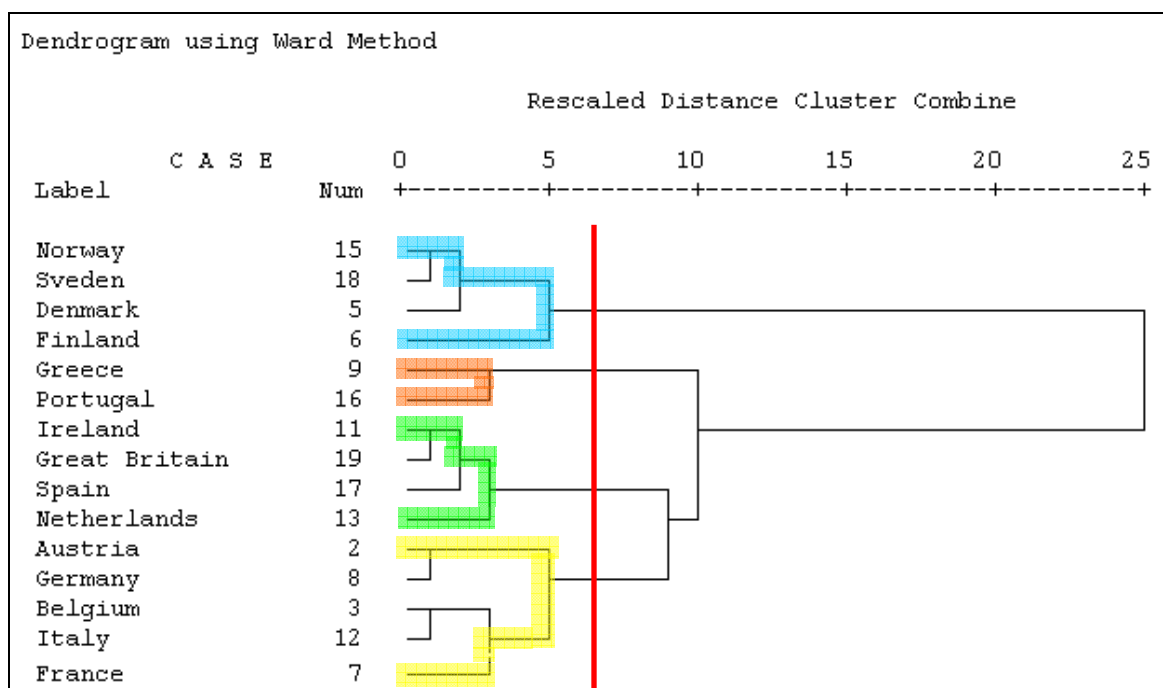 Dendrogram using Ward Method
Rescaled Distance Cluster Combine
C A S E 0 5 10 15 20 25
Label Num +---------+---------+---------+---------+---------+
Norway 15
Sveden 18
Denmark 5
Finland 6
Greece 9
Portugal 16
Ireland 11
Great Britain 19
Spain 17
Netherlands 13
Austria 2
Germany 8
Belgium 3
Italy 12
France 7